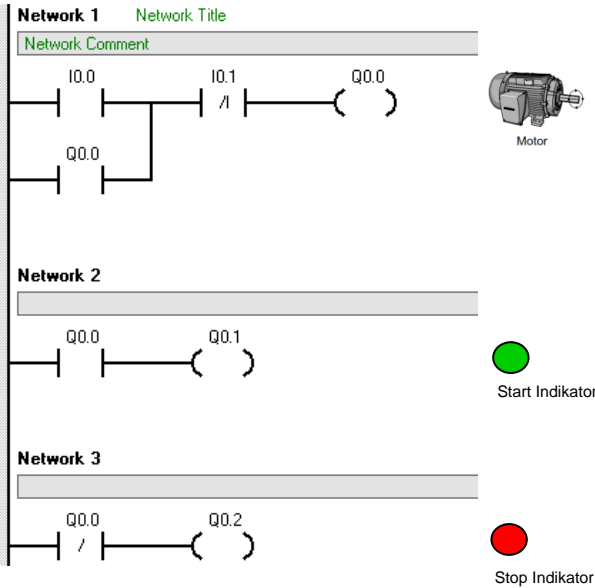 Network 1 Network Title
Network Comment
I0.0 I0.1 Q0.0
/I
Motor
Q0.0
Network 2
Q0.0 Q0.1
Start Indikator
Network 3
Q0.0 Q0.2
/
Stop Indikator